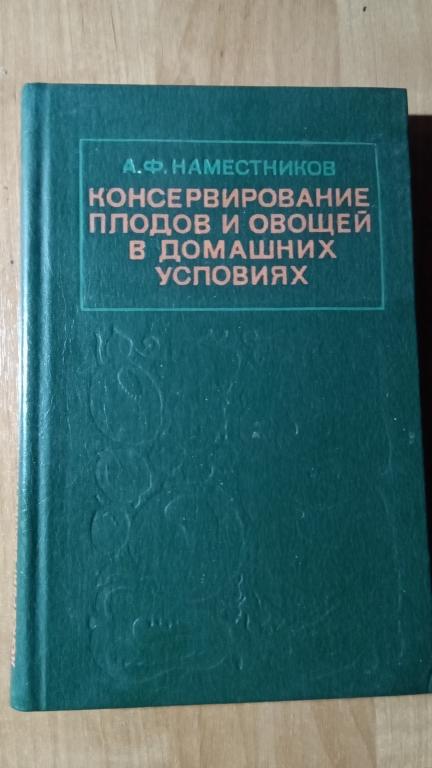 А.Ф. НАМЕСТНИКОВ
КОНСЕРВИРОВАНИЕ
ПЛОДОВ И ОВОЩЕЙ
В ДОМАШНИХ
УСЛОВИЯХ